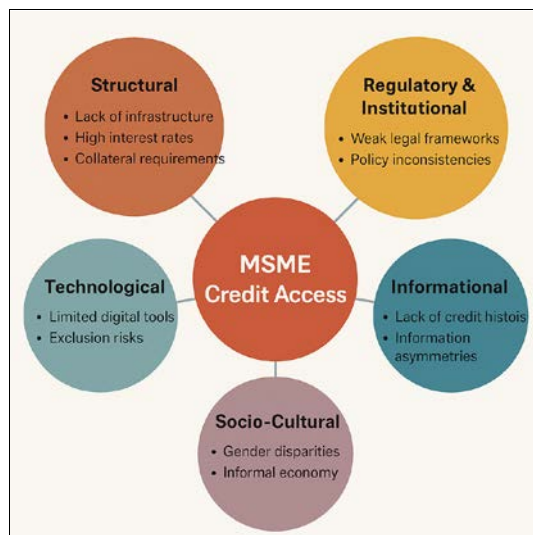 Structural
• Lack of infrastructure
• High interest rates
• Collateral requirements
Regulatory &
Institutional
• Weak legal frameworks
• Policy inconsistencies
MSME
Credit Access
Technological
• Limited digital tools
• Exclusion risks
Informational
• Lack of credit histois
• Information
asymmetries
Socio-Cultural
• Gender disparities
• Informal economy